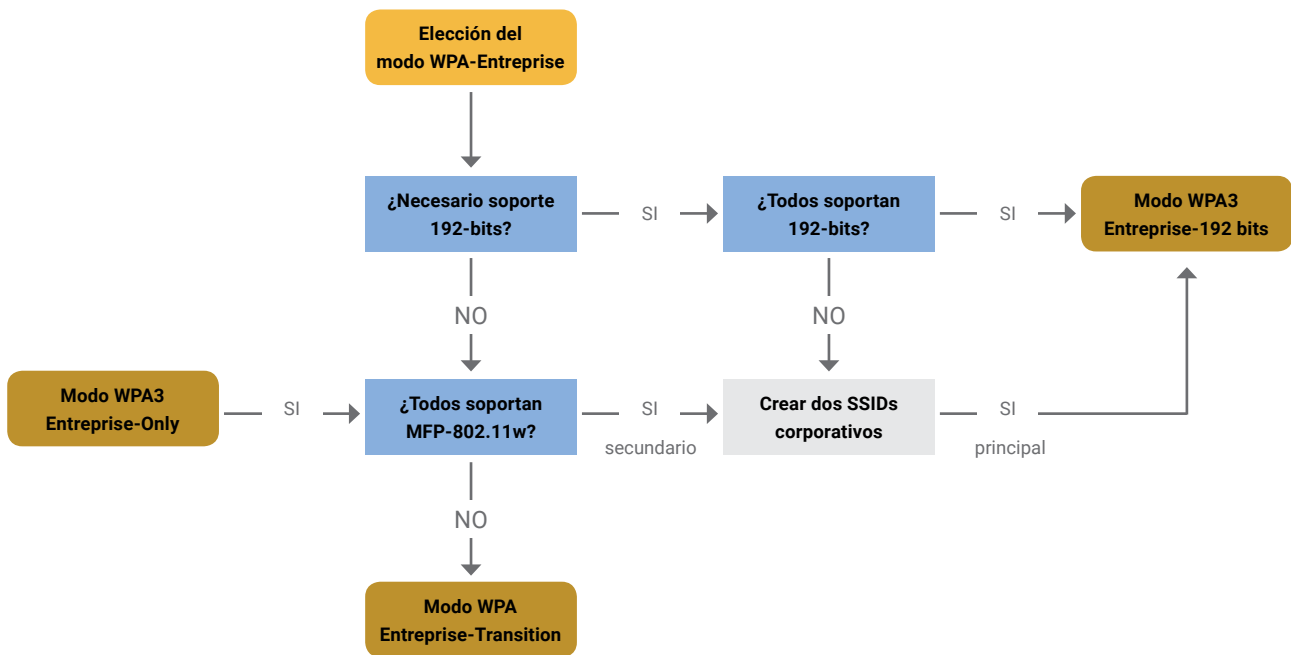 Elección del
modo WPA-Entreprise
¿Necesario soporte
192-bits?
SI
¿Todos soportan
192-bits?
SI
Modo WPA3
Entreprise-192 bits
NO
NO
Modo WPA3
Entreprise-Only
SI
¿Todos soportan
MFP-802.11w?
SI
secundario
Crear dos SSIDs
corporativos
SI
principal
NO
Modo WPA
Entreprise-Transition